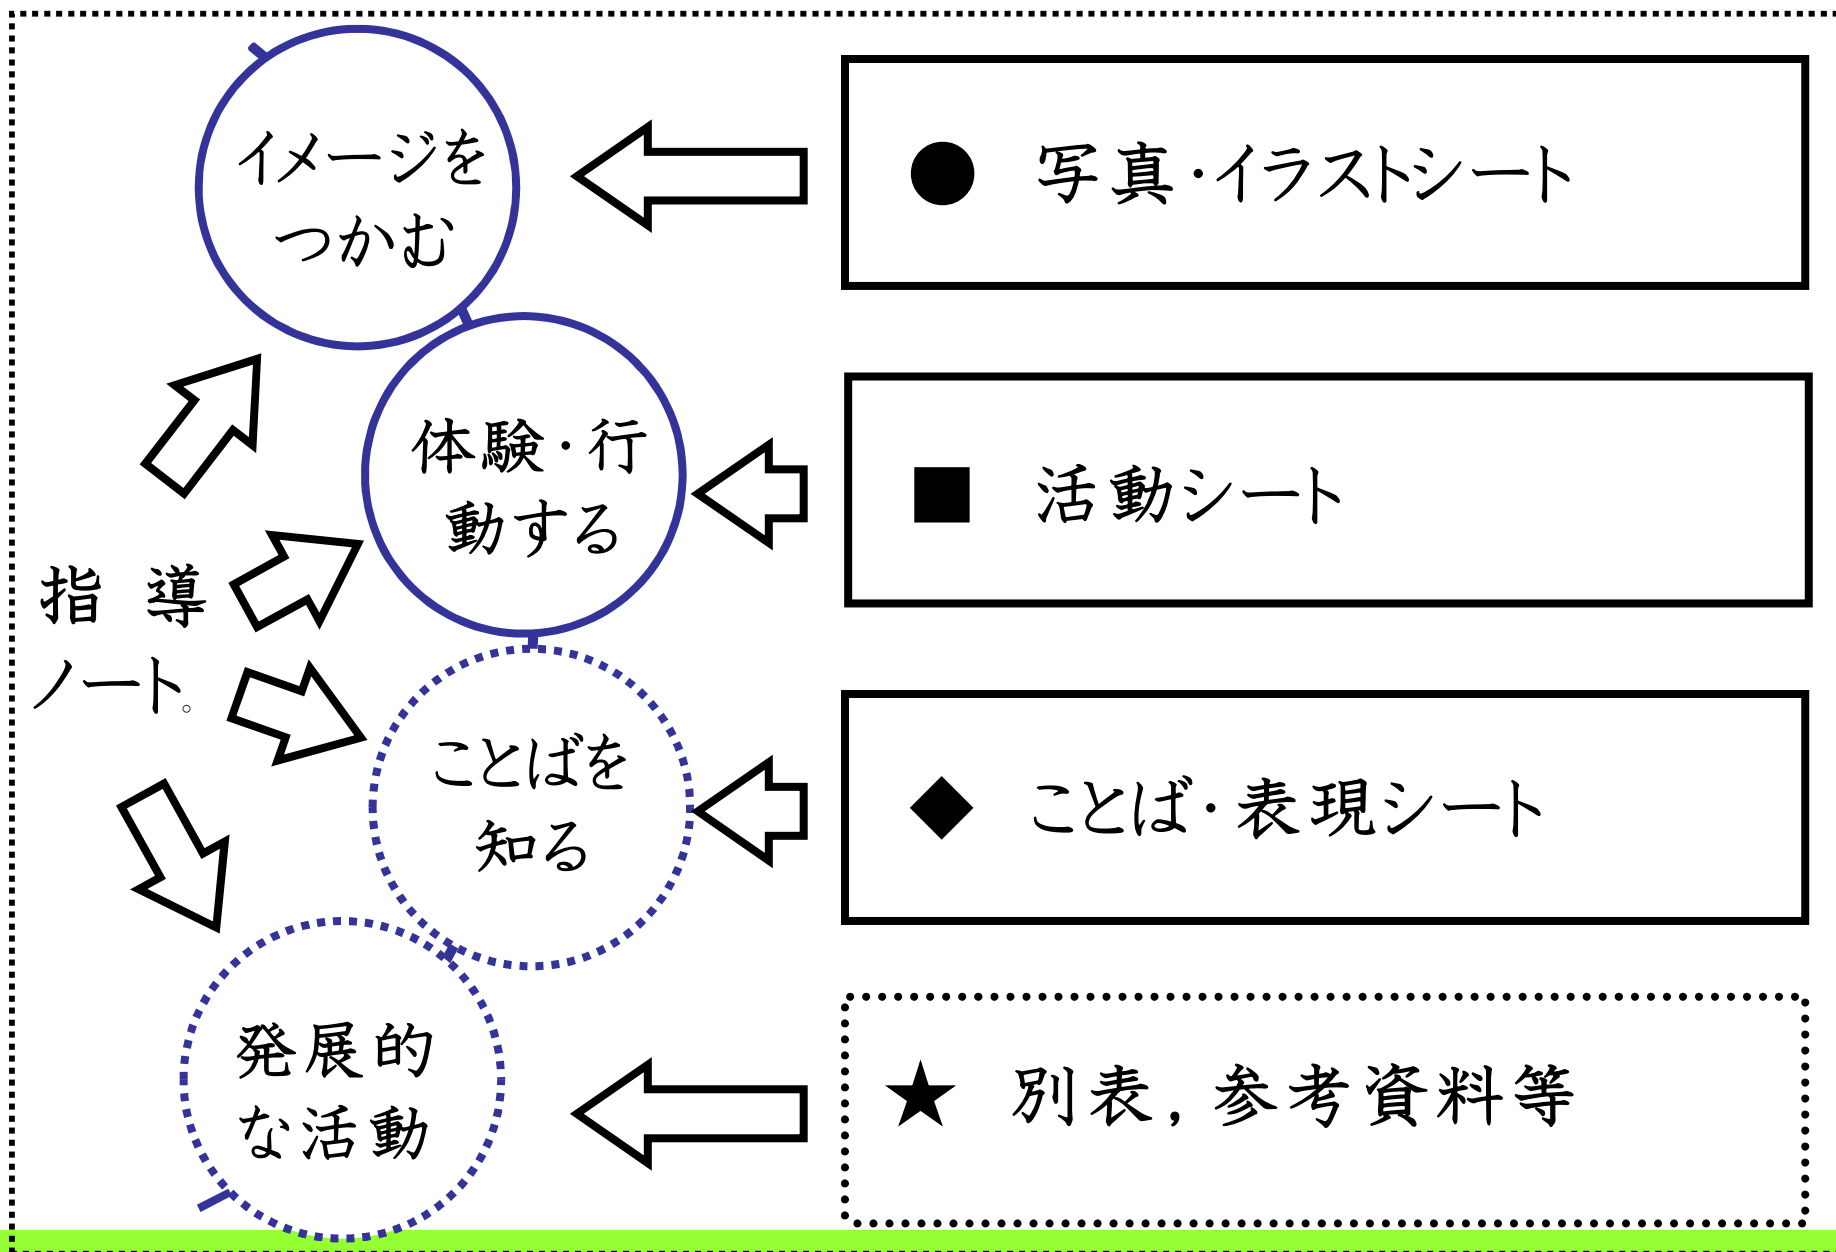 イメージを
つかむ
● 写真・イラストシート
体験・行
動する
■ 活動シート
指導
ノート。
ことばを
知る
◆ ことば・表現シート
発展的
な活動
★ 別表，参考資料等